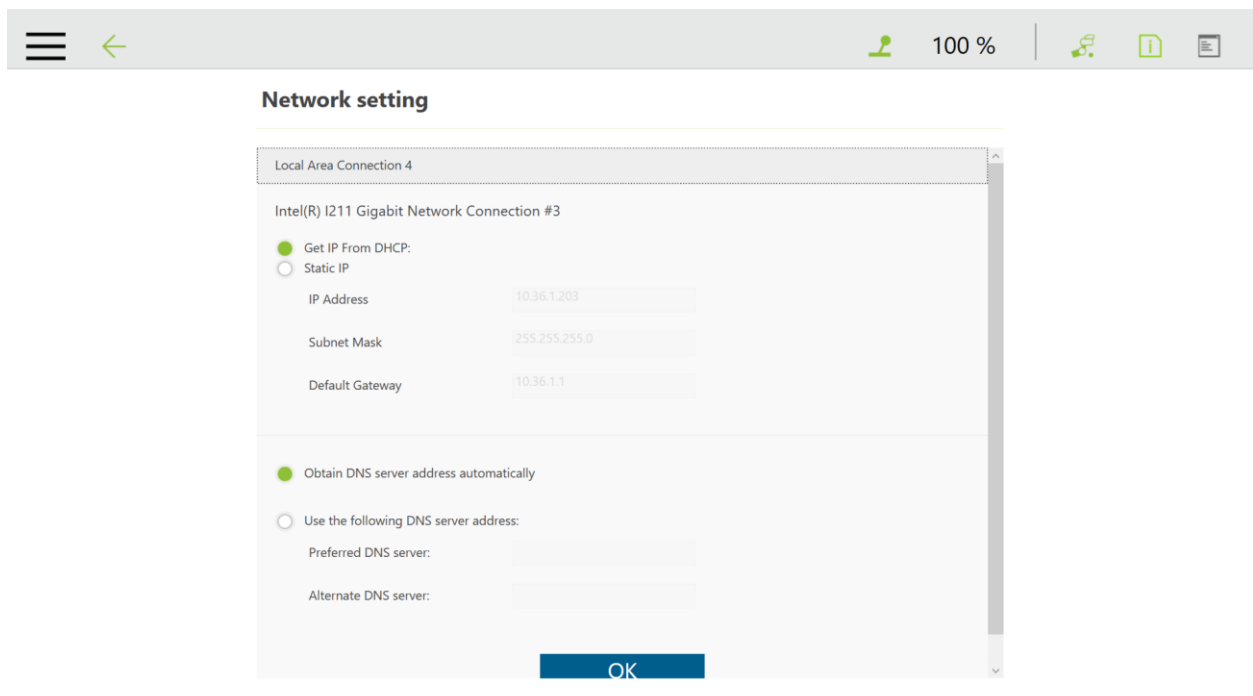 100 %
Network setting
Local Area Connection 4
Intel(R) I211 Gigabit Network Connection #3
Get IP From DHCP:
Static IP
IP Address 10.36.1.203
Subnet Mask 255.255.255.0
Default Gateway 10.36.1.1
Obtain DNS server address automatically
Use the following DNS server address:
Preferred DNS server:
Alternate DNS server:
OK